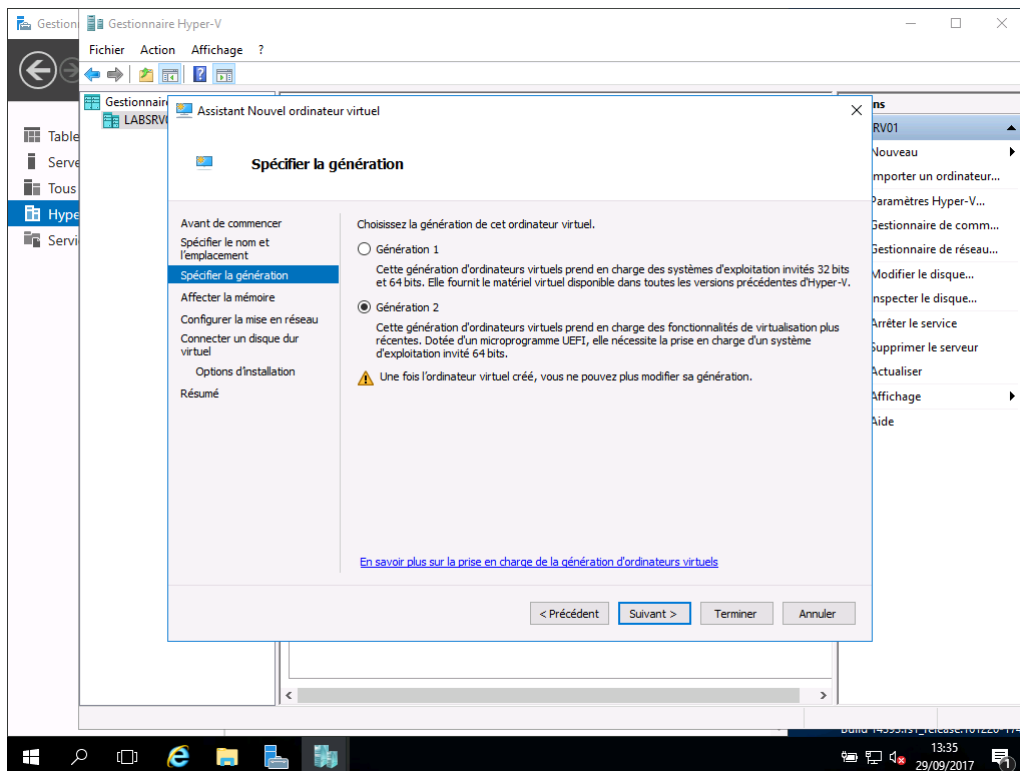 Gestion
Gestionnaire Hyper-V
Fichier Action Affichage ?
Gestionnair
LABSRV
Table
Serve
Tous
Hype
Servi
Assistant Nouvel ordinateur virtuel
Spécifier la génération
Avant de commencer
Spécifier le nom et
l'emplacement
Spécifier la génération
Affecter la mémoire
Configurer la mise en réseau
Connecter un disque dur
virtuel
Options d'installation
Résumé
Choisissez la génération de cet ordinateur virtuel.
Génération 1
Cette génération d'ordinateurs virtuels prend en charge des systèmes d'exploitation invités 32 bits
et 64 bits. Elle fournit le matériel virtuel disponible dans toutes les versions précédentes d'Hyper-V.
Génération 2
Cette génération d'ordinateurs virtuels prend en charge des fonctionnalités de virtualisation plus
récentes. Dotée d'un microprogramme UEFI, elle nécessite la prise en charge d'un système
d'exploitation invité 64 bits.
Une fois l'ordinateur virtuel créé, vous ne pouvez plus modifier sa génération.
En savoir plus sur la prise en charge de la génération d'ordinateurs virtuels
< Précédent Suivant > Terminer Annuler
ns
RV01
Nouveau
mporter un ordinateur...
Paramètres Hyper-V...
Gestionnaire de comm...
Gestionnaire de réseau...
Modifier le disque...
nspecter le disque...
Arrêter le service
Supprimer le serveur
Actualiser
Affichage
Aide
13:35
29/09/2017
1